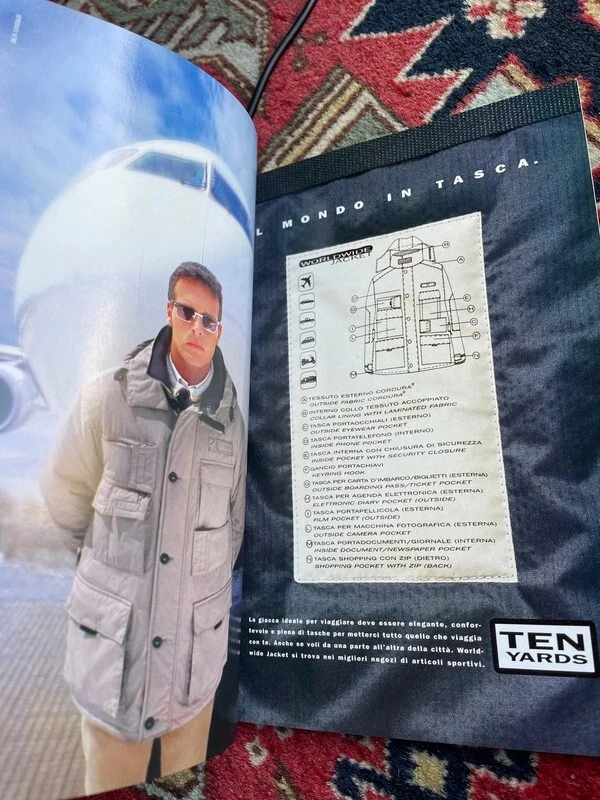 L MONDO IN TASCA.
WORLDWIDE
JACKET
A TESSUTO ESTERNO CORDURA®
OUTSIDE FABRIC CORDURA®
B INTERNO COLLO TESSUTO ACCOPPIATO
COLLAR LINING WITH LAMINATED FABRIC
C TASCA PORTAOCCHIALI (ESTERNO)
OUTSIDE EYEWEAR POCKET
D TASCA PORTATELEFONO (INTERNO)
INSIDE PHONE POCKET
E TASCA INTERNA CON CHIUSURA DI SICUREZZA
INSIDE POCKET WITH SECURITY CLOSURE
F GANCIO PORTACHIAVI
KEYRING HOOK
G TASCA PER CARTA D'IMBARCO/BIGLIETTI (ESTERNA)
OUTSIDE BOARDING PASS/TICKET POCKET
H TASCA PER AGENDA ELETTRONICA (ESTERNA)
ELETRONIC DIARY POCKET (OUTSIDE)
I TASCA PORTAPELLICOLA (ESTERNA)
FILM POCKET (OUTSIDE)
L TASCA PER MACCHINA FOTOGRAFICA (ESTERNA)
OUTSIDE CAMERA POCKET
M TASCA PORTADOCUMENTI/GIORNALE (INTERNA)
INSIDE DOCUMENT/NEWSPAPER POCKET
N TASCA SHOPPING CON ZIP (DIETRO)
SHOPPING POCKET WITH ZIP (BACK)
La giacca ideale per viaggiare deve essere elegante, confor-
tevole e piena di tasche per metterci tutto quello che viaggia
con te. Anche se voli da una parte all'altra della città. World-
wide Jacket si trova nei migliori negozi di articoli sportivi.
TEN
YARDS